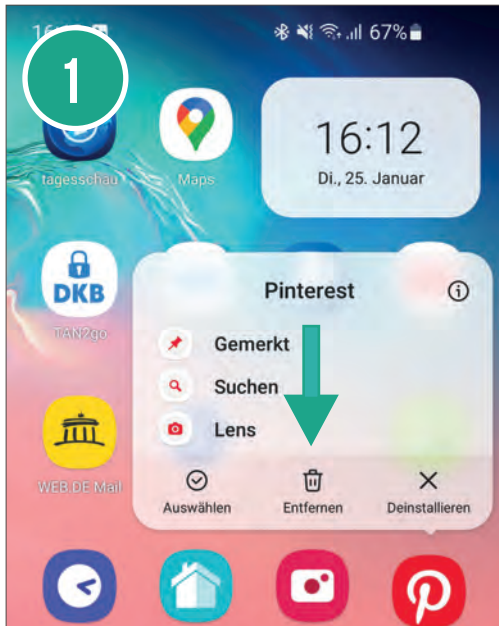 1
67%
tagesschau
Maps
16:12
Di., 25. Januar
DKB
TAN2go
Pinterest
Gemerkt
Suchen
Lens
WEB.DE Mail
Auswählen
Entfernen
Deinstallieren